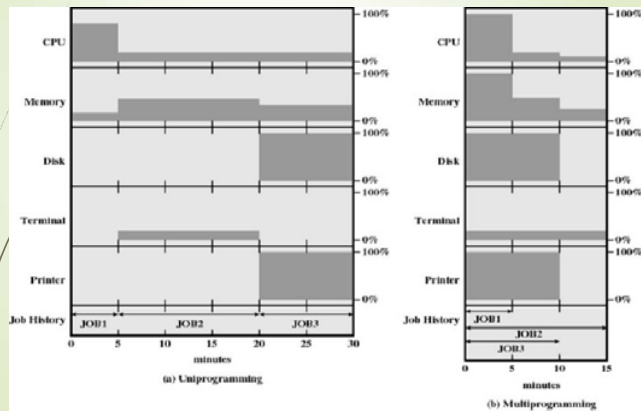 100%
CPU
0%
100%
Memory
0%
100%
Disk
0%
100%
Terminal
0%
100%
Printer
0%
Job History
JOB1
JOB2
JOB3
0 5 10 15 20 25 30
minutes
(a) Uniprogramming
100%
CPU
0%
100%
Memory
0%
100%
Disk
0%
100%
Terminal
0%
100%
Printer
0%
Job History
JOB1
JOB2
JOB3
0 5 10 15
minutes
(b) Multiprogramming